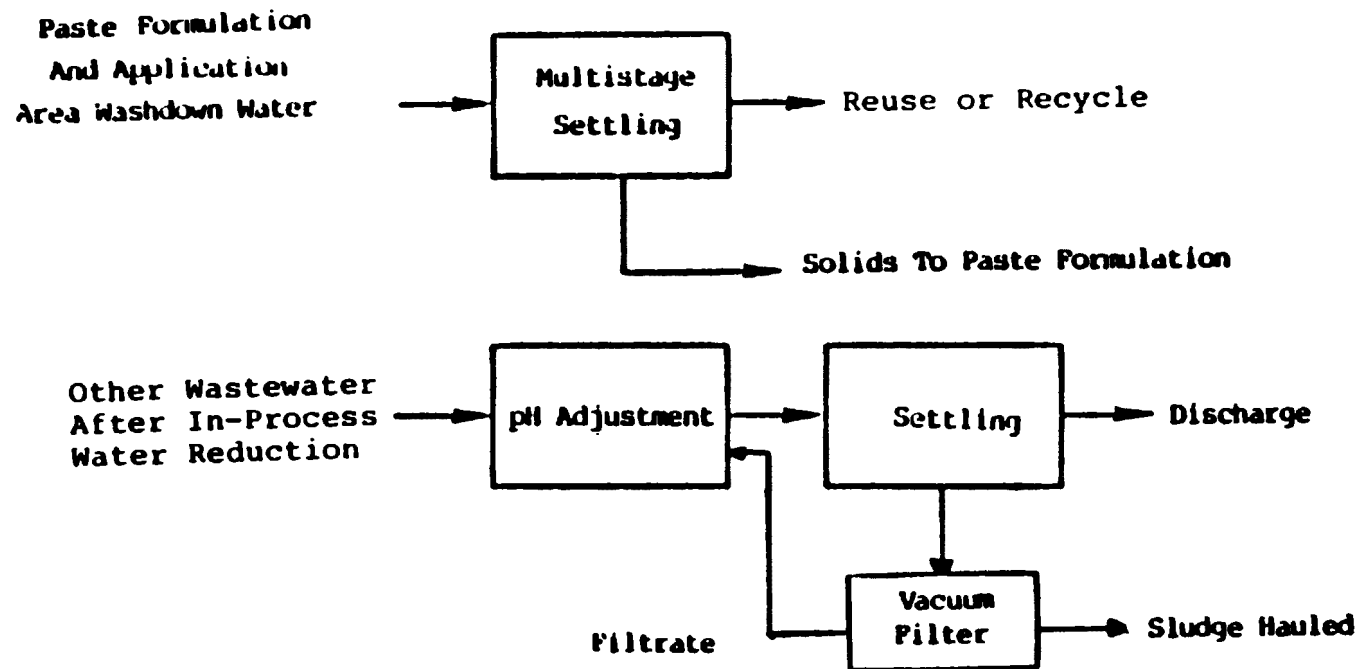 Paste Formulation
And Application
Area Washdown Water
Multistage
Settling
Reuse or Recycle
Solids To Paste Formulation
Other Wastewater
After In-Process
Water Reduction
pH Adjustment
Settling
Discharge
Vacuum
Filter
Filtrate
Sludge Hauled